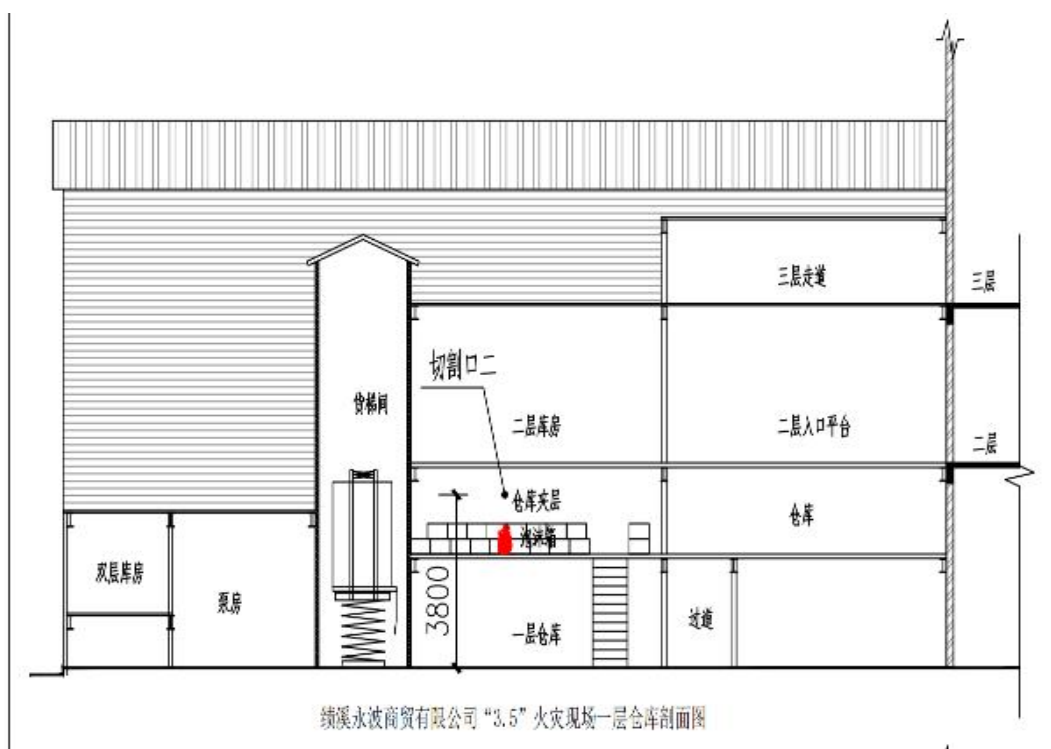 三层走道
三层
切割口二
货梯间
二层库房
二层入口平台
二层
仓库夹层
仓库
泡沫箱
双层库房
泵房
3800
一层仓库
过道
绩溪永波商贸有限公司“3.5”火灾现场一层仓库剖面图